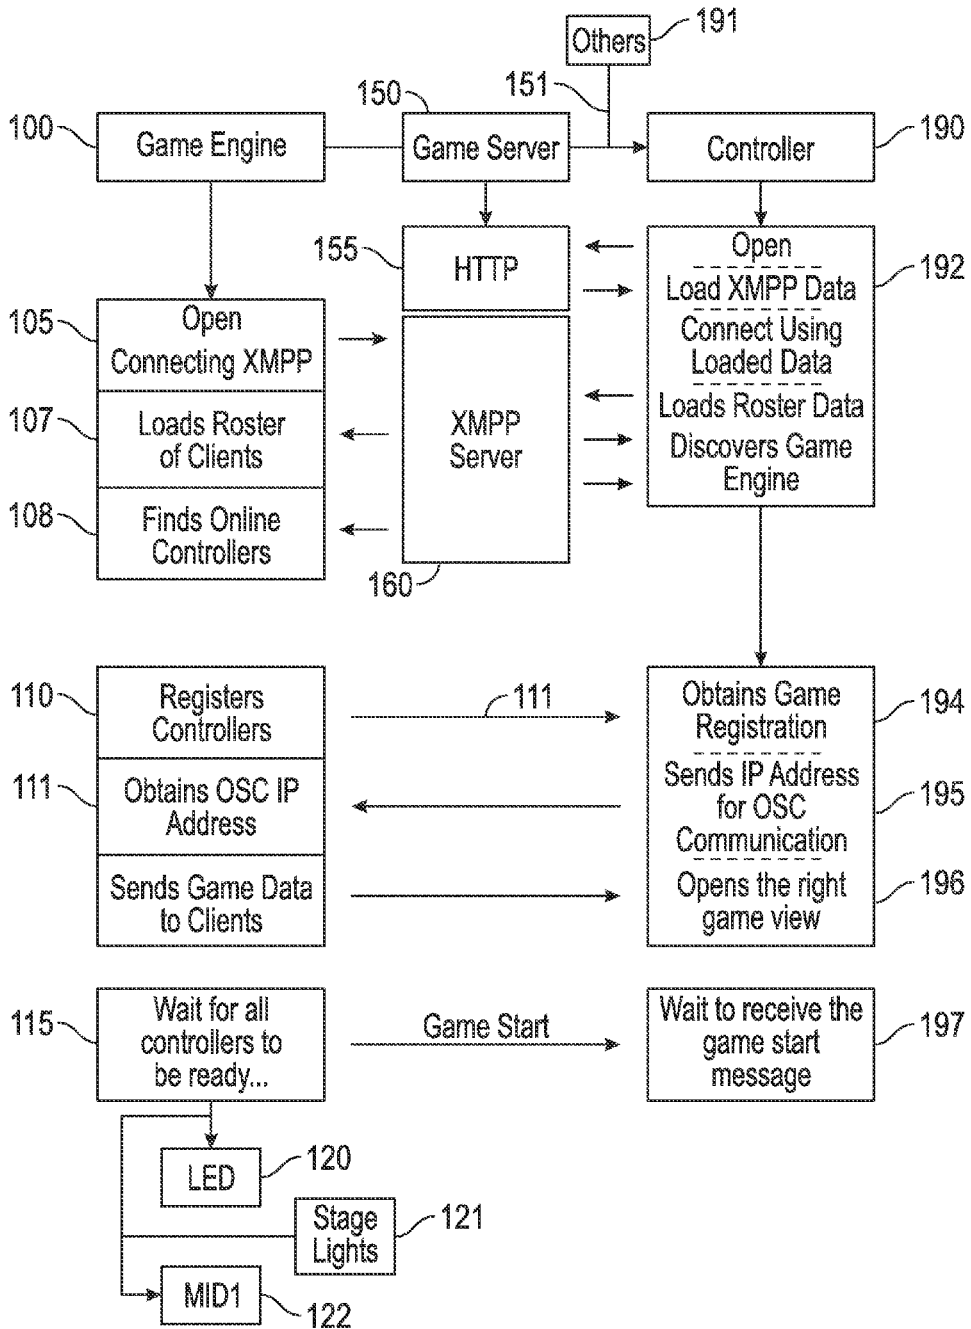 Others
191
151
150
100
Game Engine
Game Server
Controller
190
155
HTTP
Open
Load XMPP Data
Connect Using
Loaded Data
Loads Roster Data
Discovers Game
Engine
192
105
Open
Connecting XMPP
107
Loads Roster
of Clients
108
Finds Online
Controllers
XMPP
Server
160
110
Registers
Controllers
111
Obtains Game
Registration
194
111
Obtains OSC IP
Address
Sends IP Address
for OSC
Communication
195
Sends Game Data
to Clients
Opens the right
game view
196
115
Wait for all
controllers to
be ready...
Game Start
Wait to receive the
game start
message
197
LED
120
Stage
Lights
121
MID1
122